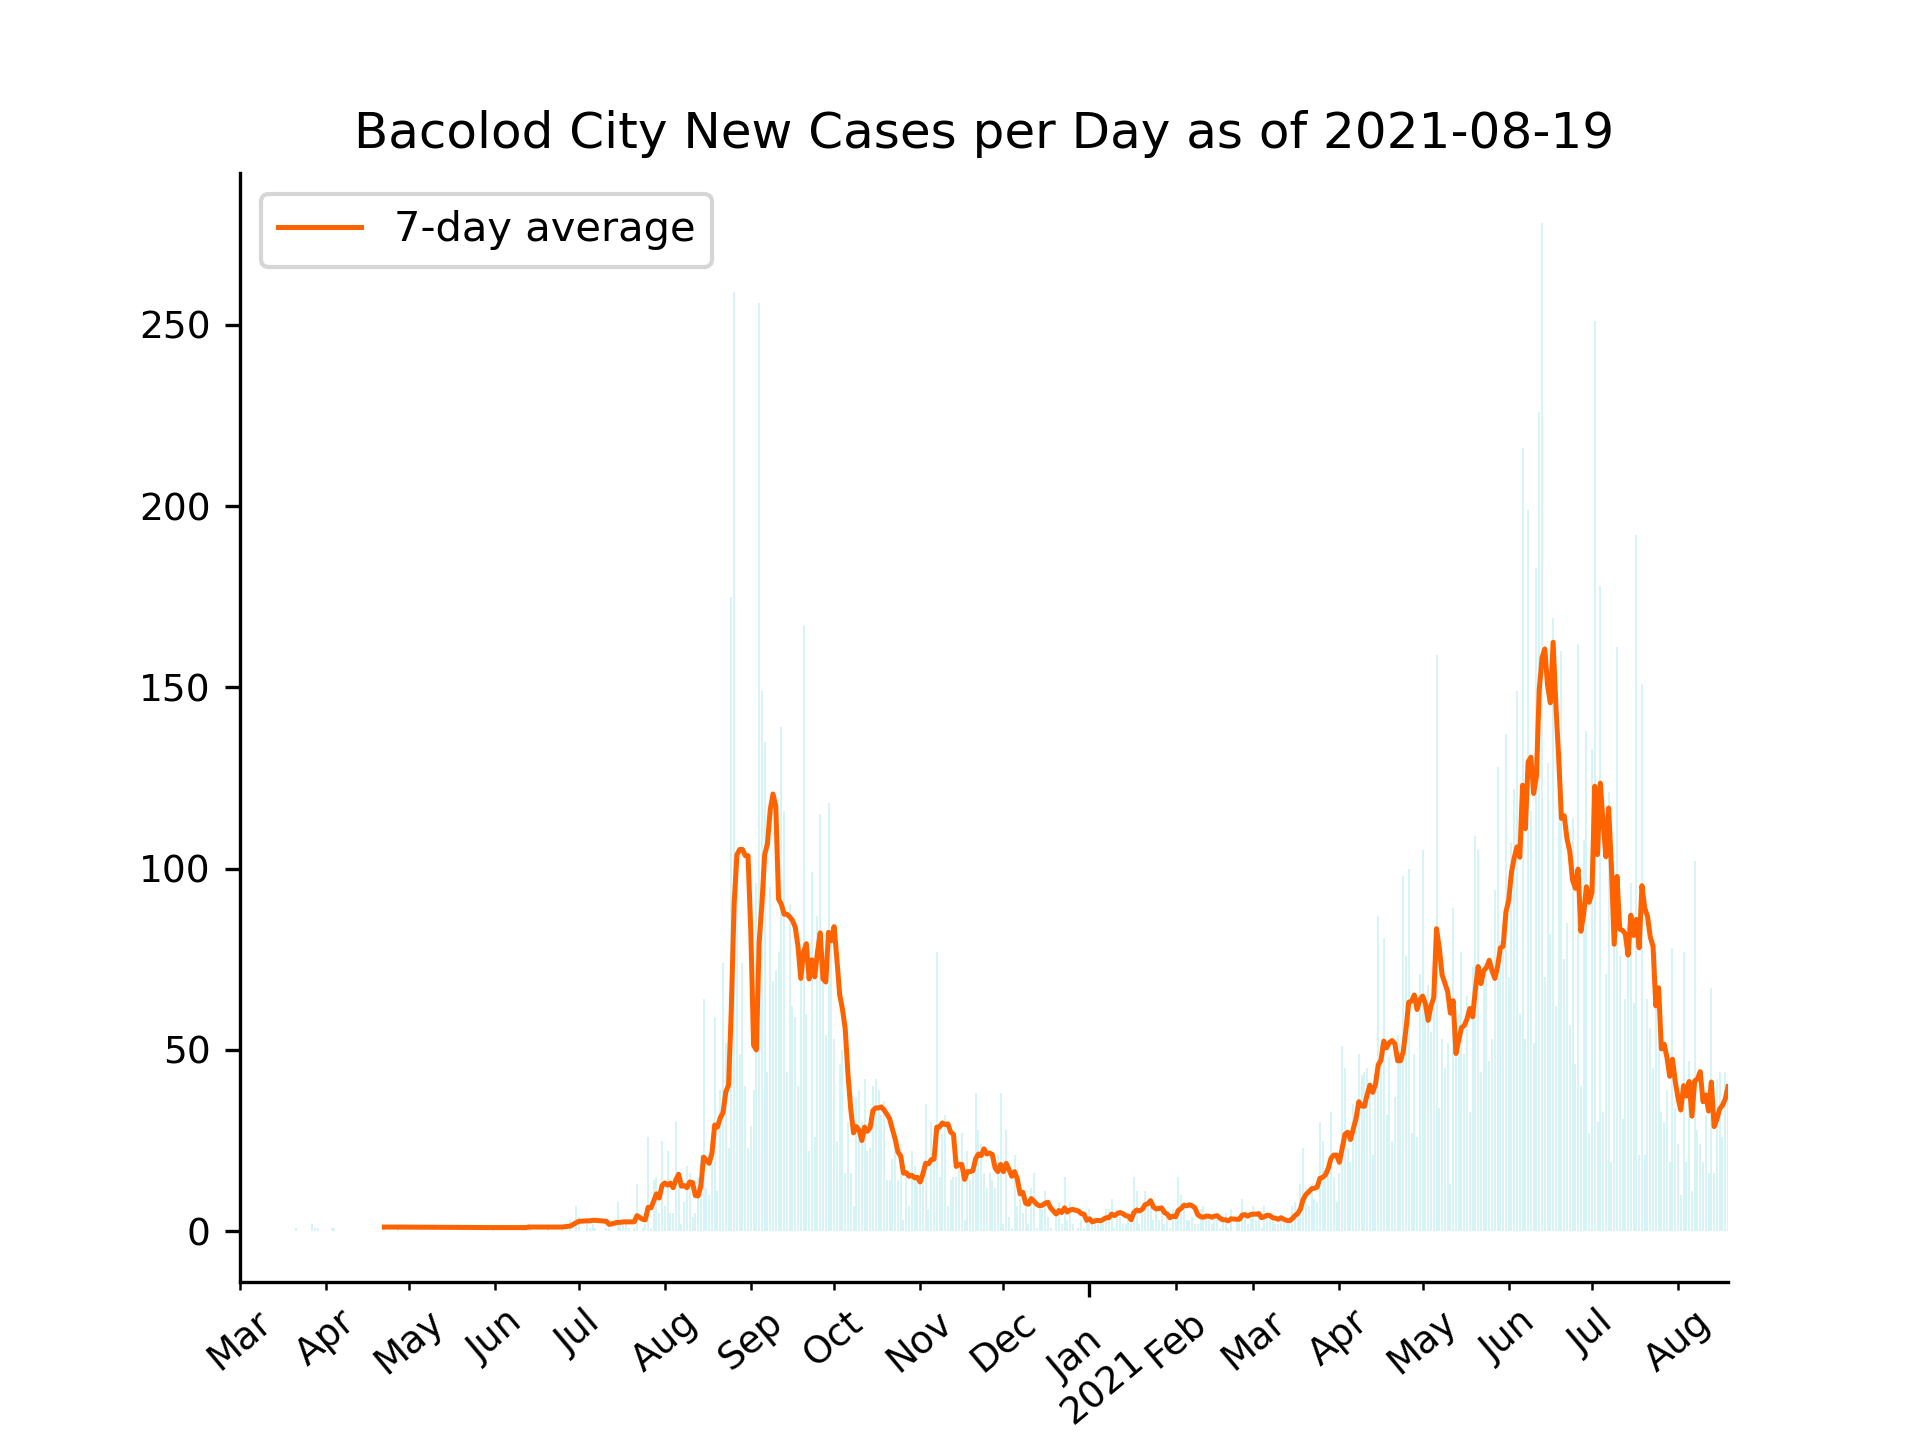 Bacolod City New Cases per Day as of 2021-08-19
7-day average
250
200
150
100
50
0
Mar Apr May Jun Jul Aug Sep Oct Nov Dec Jan Feb Mar Apr May Jun Jul Aug
2021